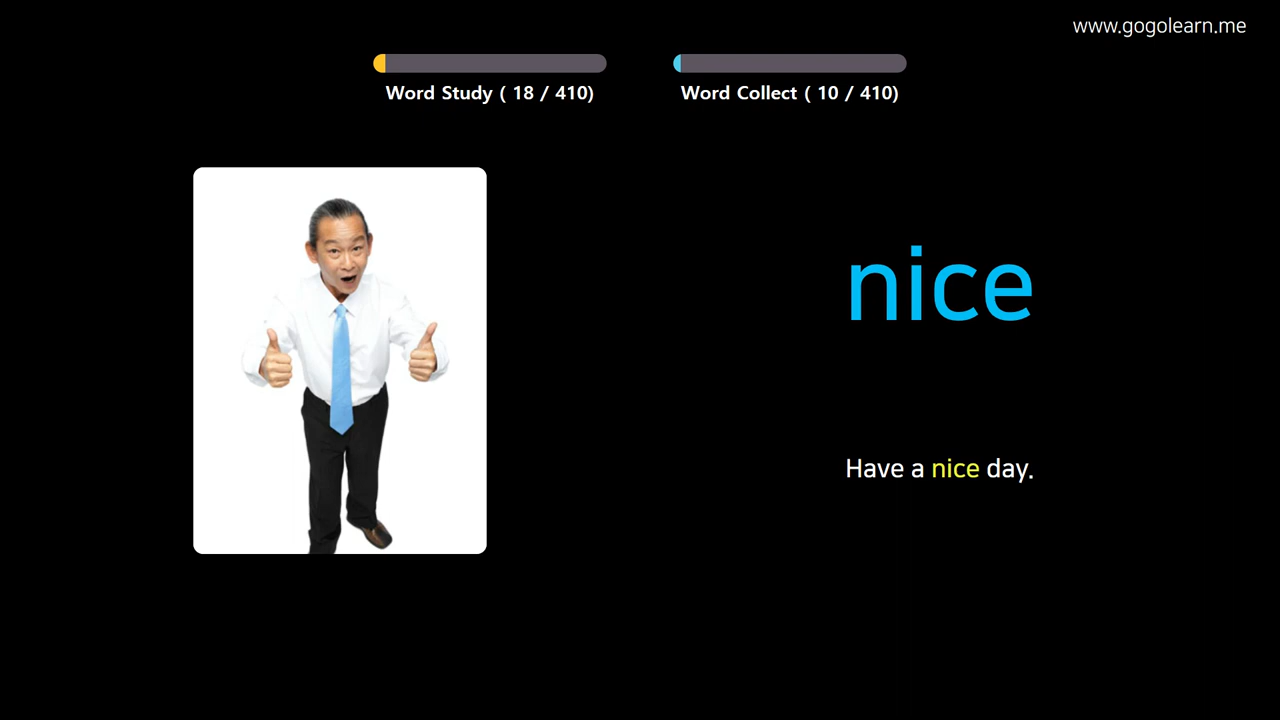 www.gogolearn.me
Word Study ( 18 / 410)
Word Collect ( 10 / 410)
nice
Have a nice day.